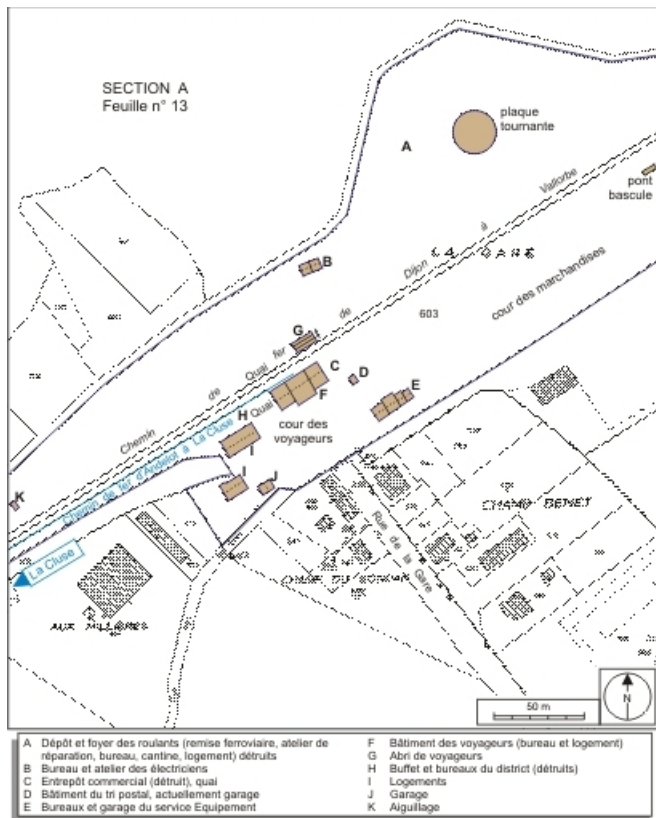 SECTION A
Feuille n° 13
plaque
tournante
A
Vallorbe
à
pont
bascule
LA GARE
Dijon
B
cour des marchandises
de
603
G
fer
Quai
C
D
de
F
E
Quai
H
cour des
voyageurs
Chemin
I
Chemin de fer d'Andelot à La Cluse
I
J
K
CHAMP BENET
Rue de la Gare
La Cluse
AUX MILLIERES
N
50 m
A Dépôt et foyer des roulants (remise ferroviaire, atelier de
réparation, bureau, cantine, logement) détruits
B Bureau et atelier des électriciens
C Entrepôt commercial (détruit), quai
D Bâtiment du tri postal, actuellement garage
E Bureaux et garage du service Equipement
F Bâtiment des voyageurs (bureau et logement)
G Abri de voyageurs
H Buffet et bureaux du district (détruits)
I Logements
J Garage
K Aiguillage